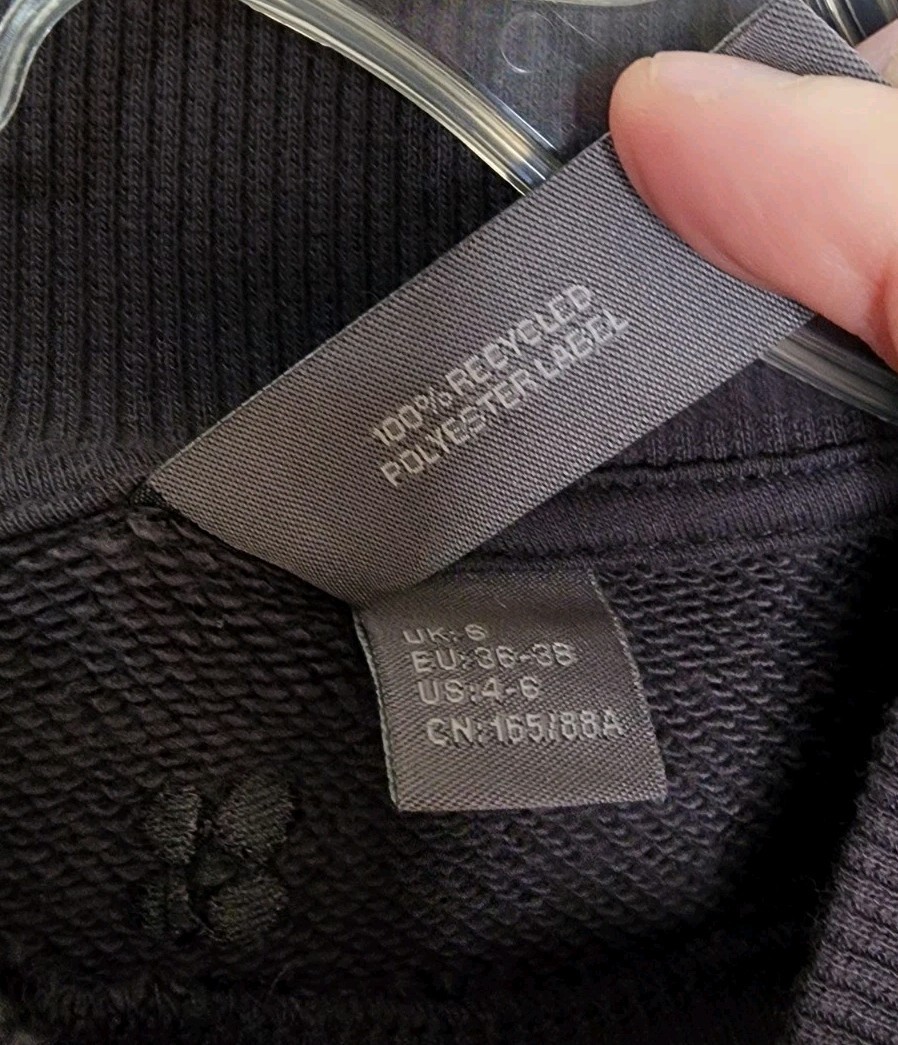 100% RECYCLED
POLYESTER LABEL
UK: S
EU: 36-38
US: 4-6
CN: 165/88A